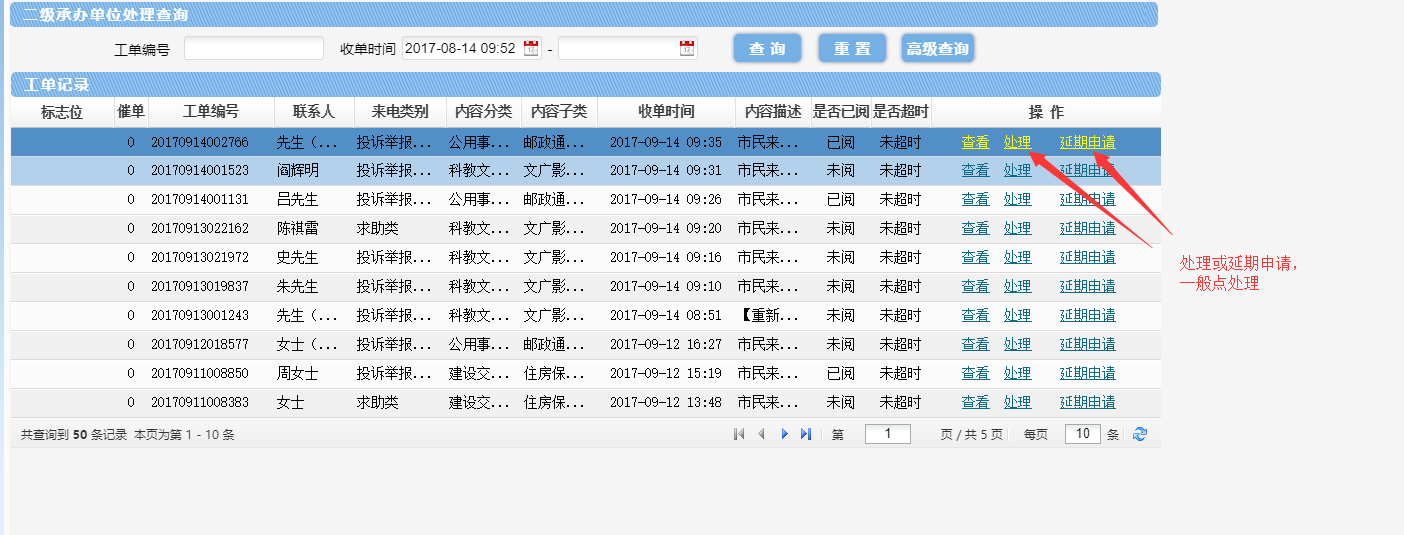 二级承办单位处理查询
工单编号 收单时间 2017-08-14 09:52 - 查 询 重 置 高级查询
工单记录
标志位 催单 工单编号 联系人 来电类别 内容分类 内容子类 收单时间 内容描述 是否已阅 是否超时 操 作
0 20170914002766 先生（... 投诉举报... 公用事... 邮政通... 2017-09-14 09:35 市民来... 已阅 未超时 查看 处理 延期申请
0 20170914001523 阎辉明 投诉举报... 科教文... 文广影... 2017-09-14 09:31 市民来... 未阅 未超时 查看 处理 延期申请
0 20170914001131 吕先生 投诉举报... 公用事... 邮政通... 2017-09-14 09:26 市民来... 已阅 未超时 查看 处理 延期申请
0 20170913022162 陈祺雷 求助类 科教文... 文广影... 2017-09-14 09:20 市民来... 未阅 未超时 查看 处理 延期申请
0 20170913021972 史先生 投诉举报... 科教文... 文广影... 2017-09-14 09:16 市民来... 未阅 未超时 查看 处理 延期申请
0 20170913019837 朱先生 投诉举报... 科教文... 文广影... 2017-09-14 09:10 市民来... 未阅 未超时 查看 处理 延期申请
0 20170913001243 先生（... 投诉举报... 科教文... 文广影... 2017-09-14 08:51 【重新... 未阅 未超时 查看 处理 延期申请
0 20170912018577 女士（... 投诉举报... 公用事... 邮政通... 2017-09-12 16:27 市民来... 未阅 未超时 查看 处理 延期申请
0 20170911008850 周女士 投诉举报... 建设交... 住房保... 2017-09-12 15:19 市民来... 已阅 未超时 查看 处理 延期申请
0 20170911008383 女士 求助类 建设交... 住房保... 2017-09-12 13:48 市民来... 未阅 未超时 查看 处理 延期申请
处理或延期申请，
一般点处理
共查询到 50 条记录 本页为第 1 - 10 条 第 1 页 / 共 5 页 每页 10 条